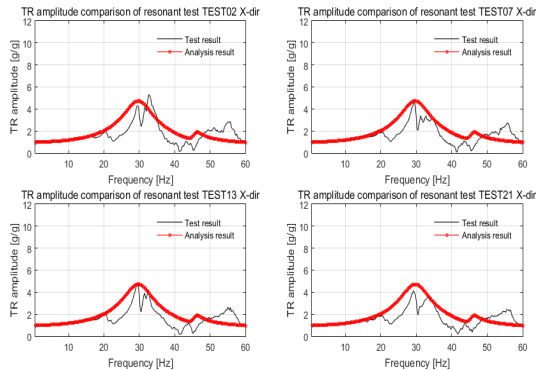 TR amplitude comparison of resonant test TEST02 X-dir
12
10
8
6
4
2
0
TR amplitude [g/g]
Test result
Analysis result
10 20 30 40 50 60
Frequency [Hz]
TR amplitude comparison of resonant test TEST07 X-dir
12
10
8
6
4
2
0
TR amplitude [g/g]
Test result
Analysis result
10 20 30 40 50 60
Frequency [Hz]
TR amplitude comparison of resonant test TEST13 X-dir
12
10
8
6
4
2
0
TR amplitude [g/g]
Test result
Analysis result
10 20 30 40 50 60
Frequency [Hz]
TR amplitude comparison of resonant test TEST21 X-dir
12
10
8
6
4
2
0
TR amplitude [g/g]
Test result
Analysis result
10 20 30 40 50 60
Frequency [Hz]